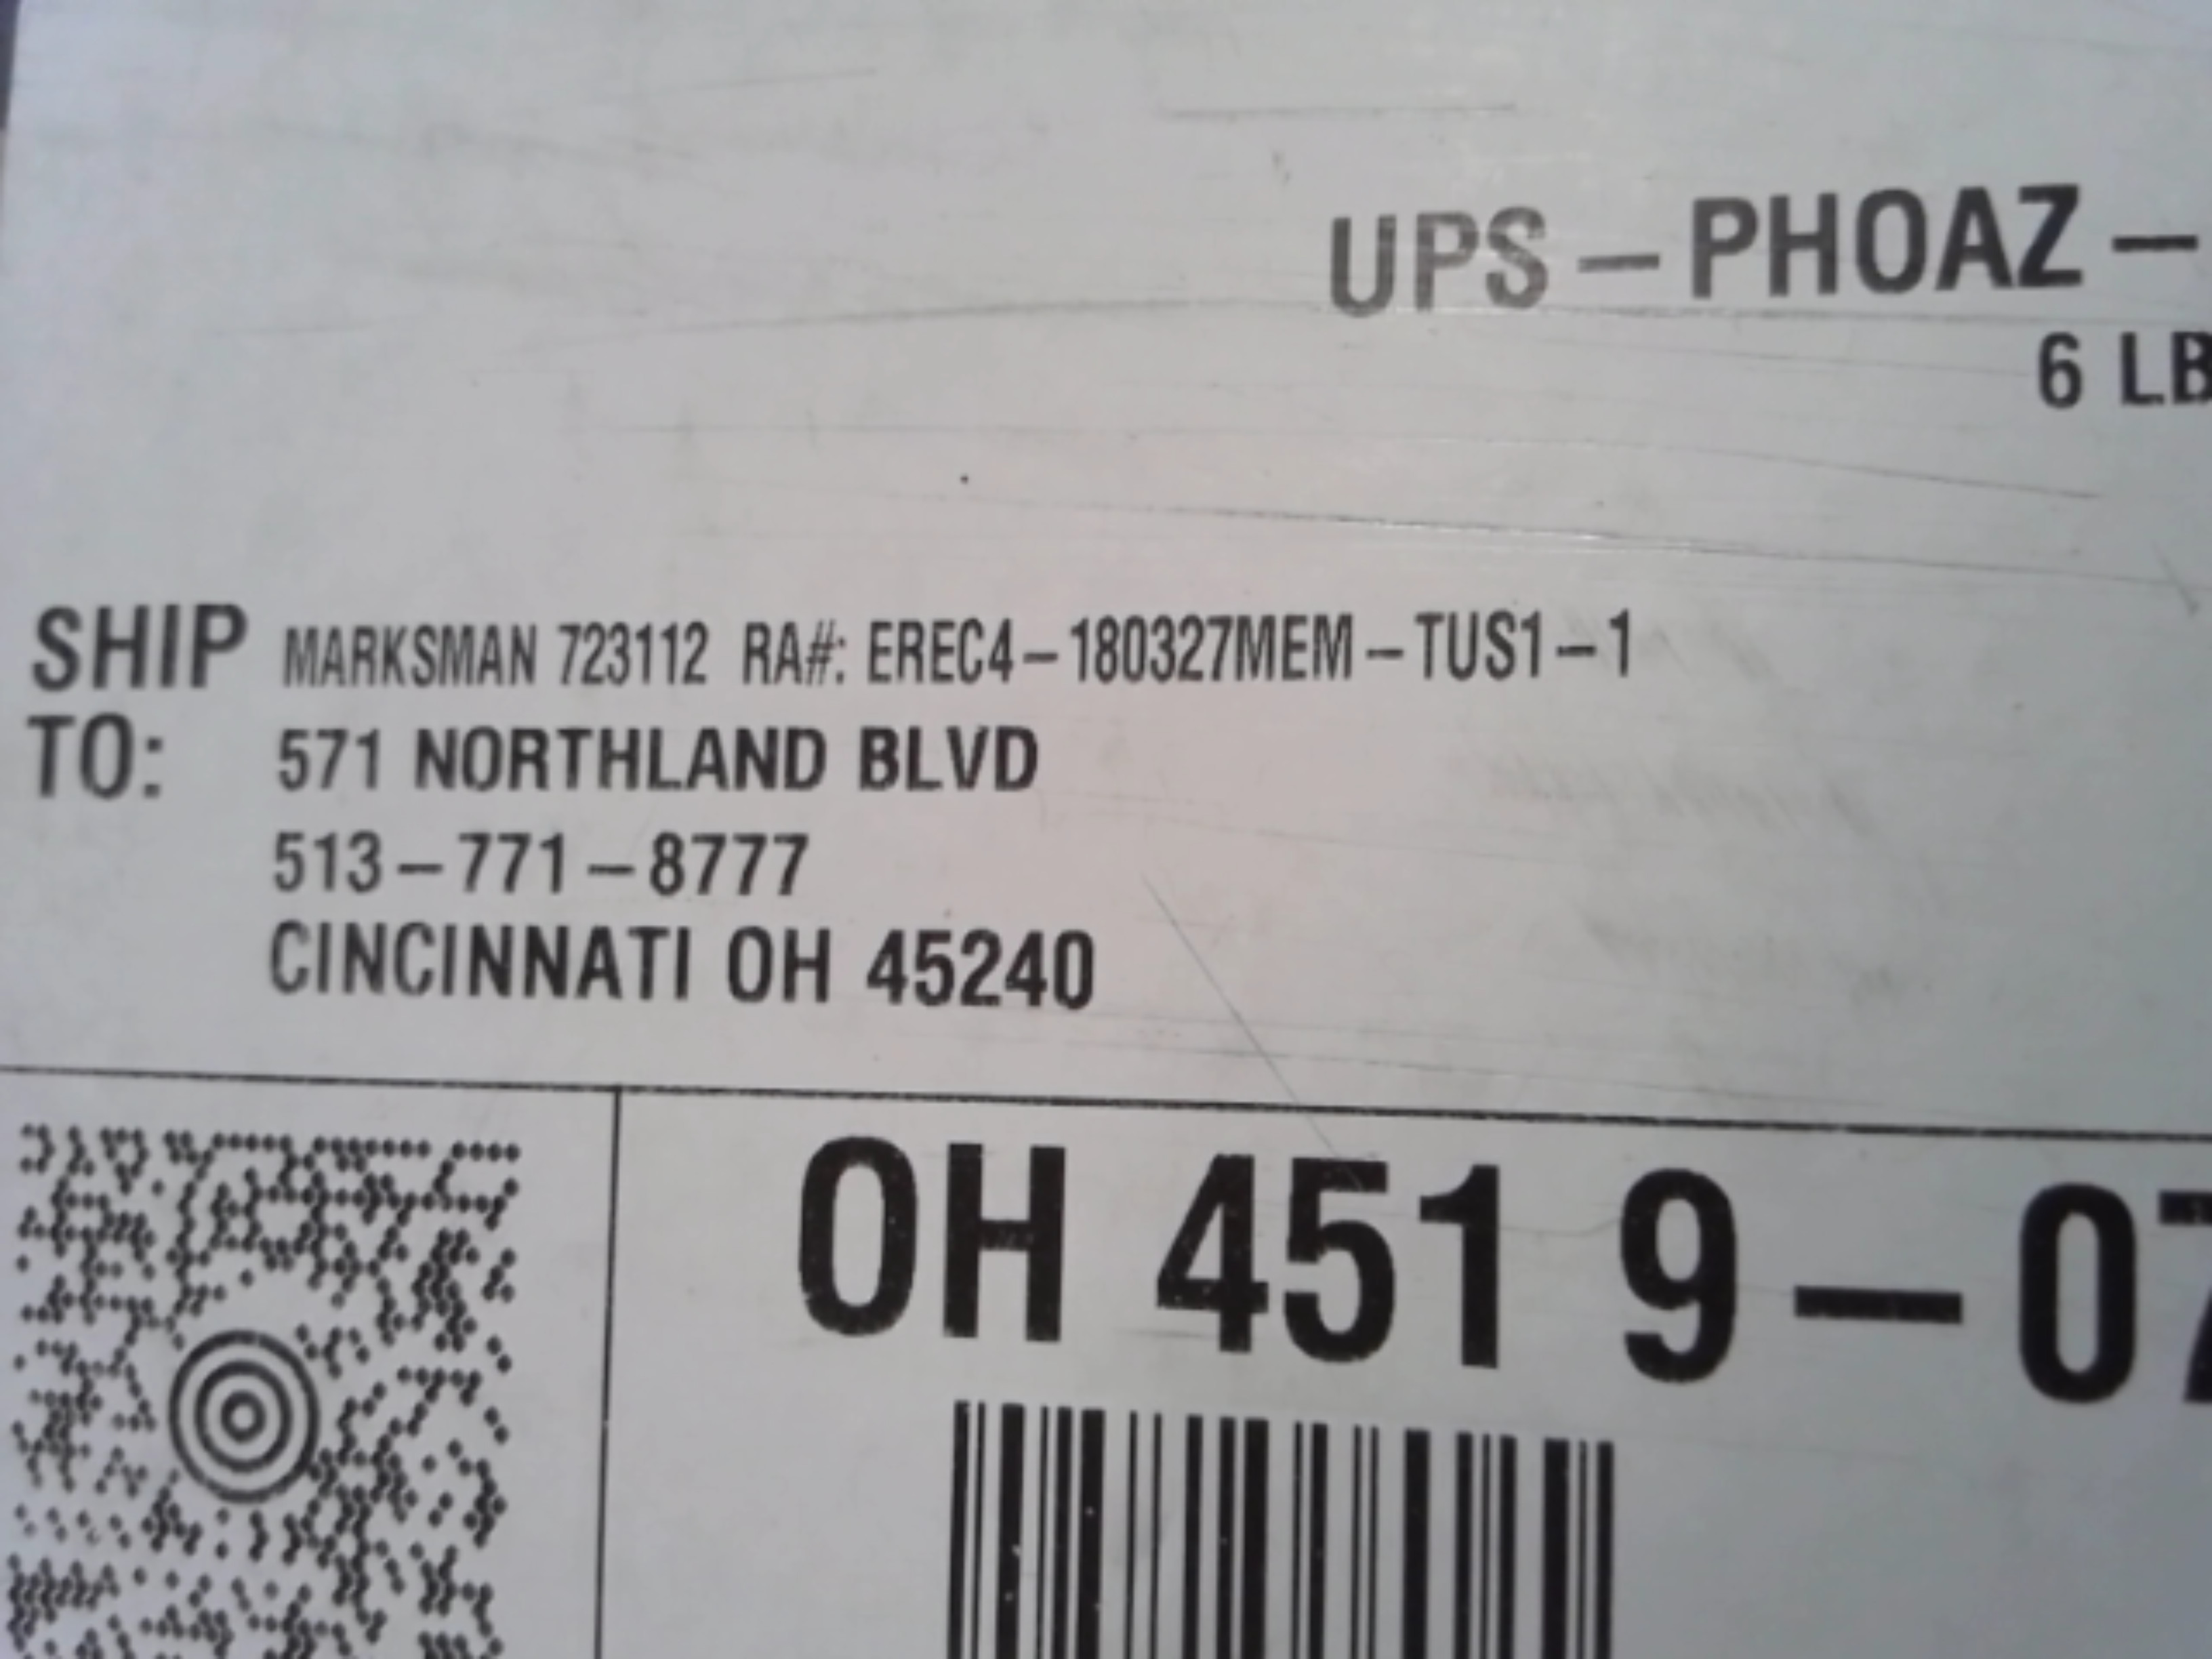 UPS – PHOAZ –
6 LB
SHIP TO: MARKSMAN 723112 RA#: EREC4–180327MEM–TUS1–1
571 NORTHLAND BLVD
513–771–8777
CINCINNATI OH 45240
OH 451 9–07